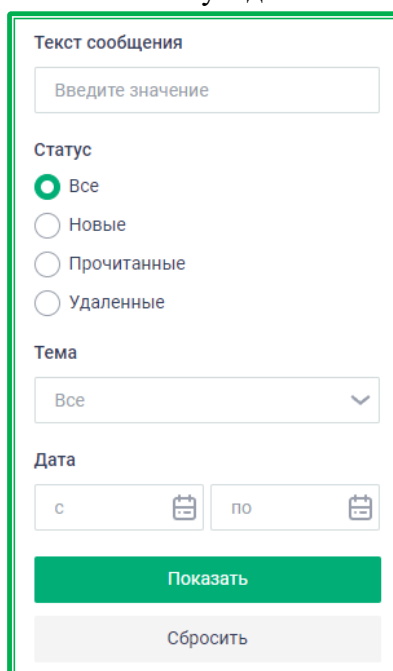 Текст сообщения
Введите значение
Статус
Все
Новые
Прочитанные
Удаленные
Тема
Все
Дата
с по
Показать
Сбросить